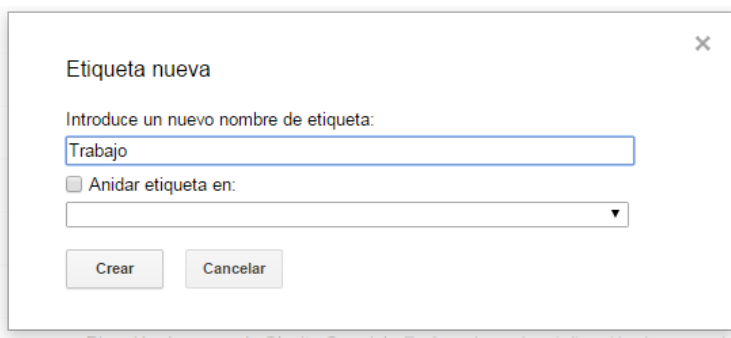 Etiqueta nueva
Introduce un nuevo nombre de etiqueta:
Trabajo
Anidar etiqueta en:
Crear Cancelar